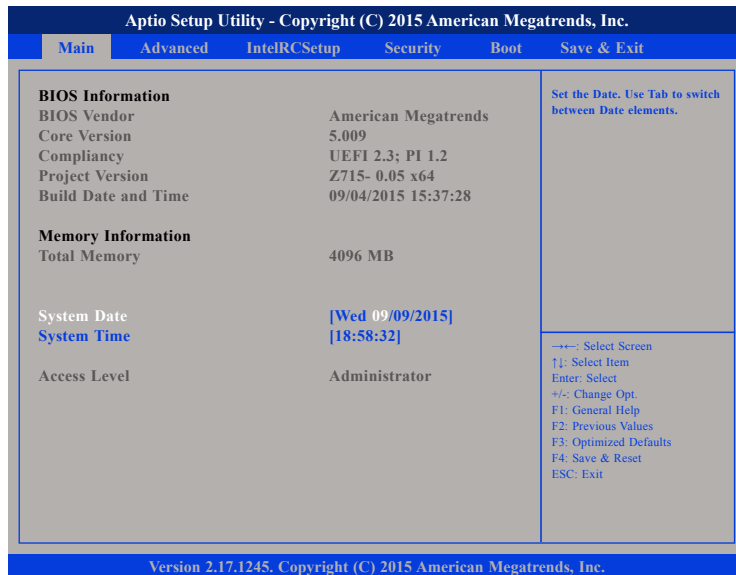 Aptio Setup Utility - Copyright (C) 2015 American Megatrends, Inc.
Main Advanced IntelRCSetup Security Boot Save & Exit
BIOS Information
BIOS Vendor American Megatrends
Core Version 5.009
Compliancy UEFI 2.3; PI 1.2
Project Version Z715- 0.05 x64
Build Date and Time 09/04/2015 15:37:28
Memory Information
Total Memory 4096 MB
System Date [Wed 09/09/2015]
System Time [18:58:32]
Access Level Administrator
Set the Date. Use Tab to switch
between Date elements.
→←: Select Screen
↑↓: Select Item
Enter: Select
+/-: Change Opt.
F1: General Help
F2: Previous Values
F3: Optimized Defaults
F4: Save & Reset
ESC: Exit
Version 2.17.1245. Copyright (C) 2015 American Megatrends, Inc.